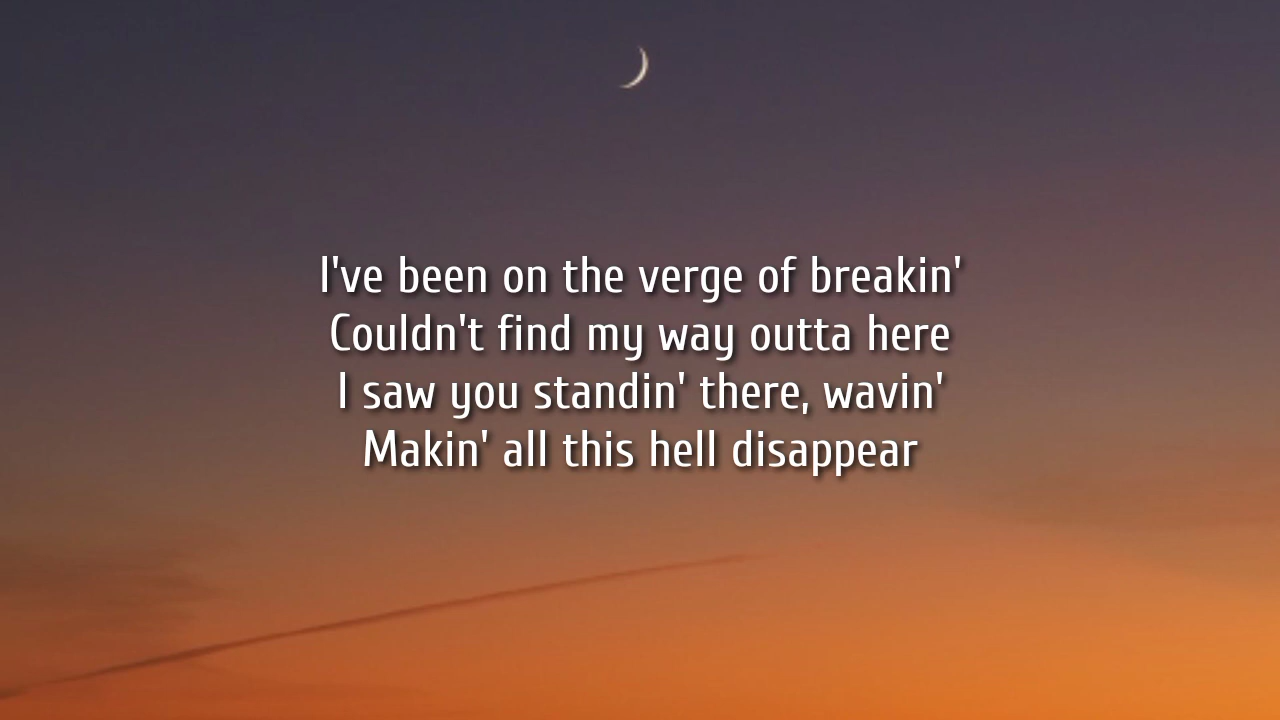 I've been on the verge of breakin'
Couldn't find my way outta here
I saw you standin' there, wavin'
Makin' all this hell disappear